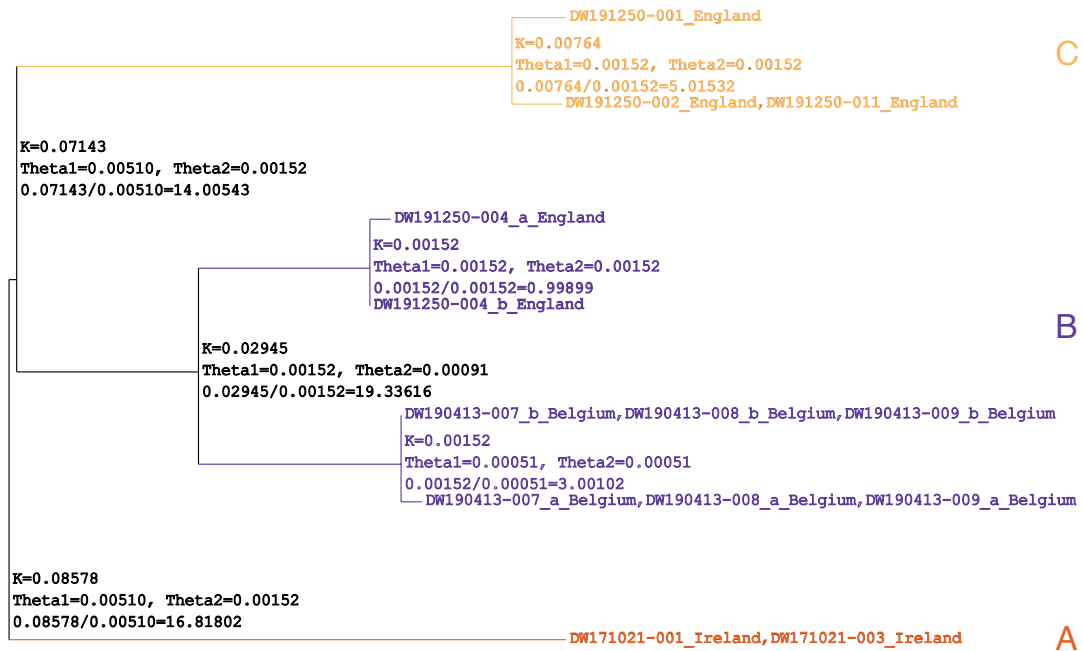 DW191250-001_England
K=0.00764
C
Theta1=0.00152, Theta2=0.00152
0.00764/0.00152=5.01532
DW191250-002_England,DW191250-011_England
K=0.07143
Theta1=0.00510, Theta2=0.00152
0.07143/0.00510=14.00543
DW191250-004_a_England
K=0.00152
Theta1=0.00152, Theta2=0.00152
0.00152/0.00152=0.99899
DW191250-004_b_England
B
K=0.02945
Theta1=0.00152, Theta2=0.00091
0.02945/0.00152=19.33616
DW190413-007_b_Belgium,DW190413-008_b_Belgium,DW190413-009_b_Belgium
K=0.00152
Theta1=0.00051, Theta2=0.00051
0.00152/0.00051=3.00102
DW190413-007_a_Belgium,DW190413-008_a_Belgium,DW190413-009_a_Belgium
K=0.08578
Theta1=0.00510, Theta2=0.00152
0.08578/0.00510=16.81802
DW171021-001_Ireland,DW171021-003_Ireland
A